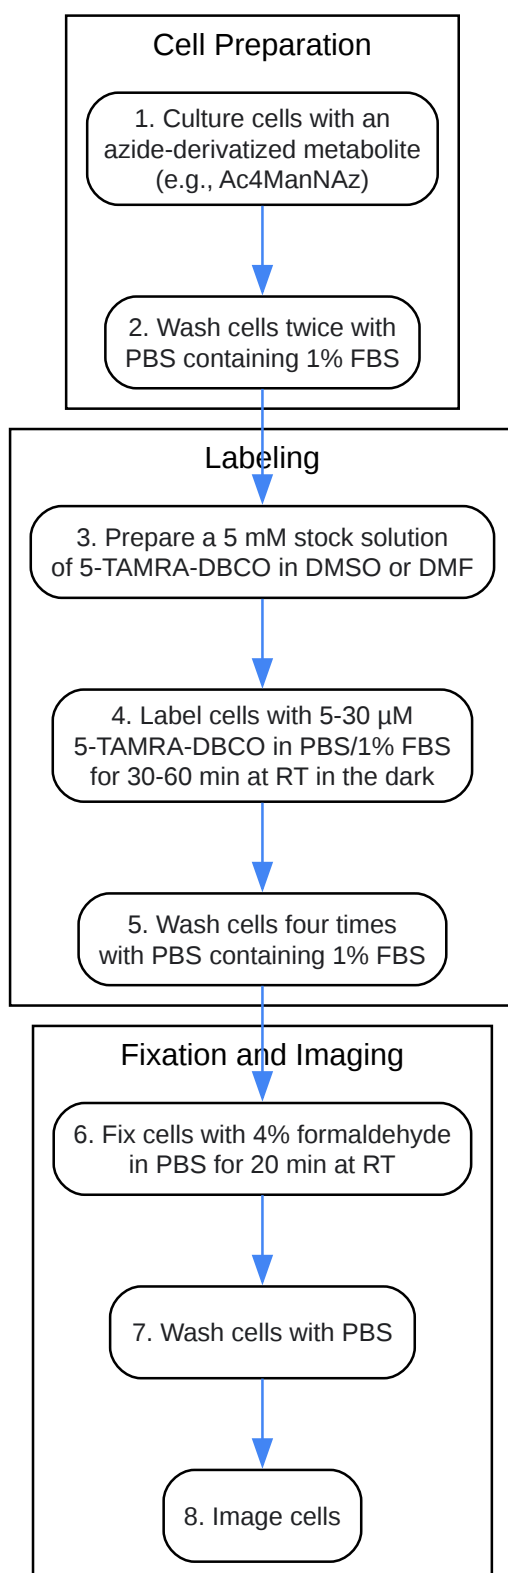 Cell Preparation
1. Culture cells with an
azide-derivatized metabolite
(e.g., Ac4ManNAz)
2. Wash cells twice with
PBS containing 1% FBS
Labeling
3. Prepare a 5 mM stock solution
of 5-TAMRA-DBCO in DMSO or DMF
4. Label cells with 5-30 µM
5-TAMRA-DBCO in PBS/1% FBS
for 30-60 min at RT in the dark
5. Wash cells four times
with PBS containing 1% FBS
Fixation and Imaging
6. Fix cells with 4% formaldehyde
in PBS for 20 min at RT
7. Wash cells with PBS
8. Image cells